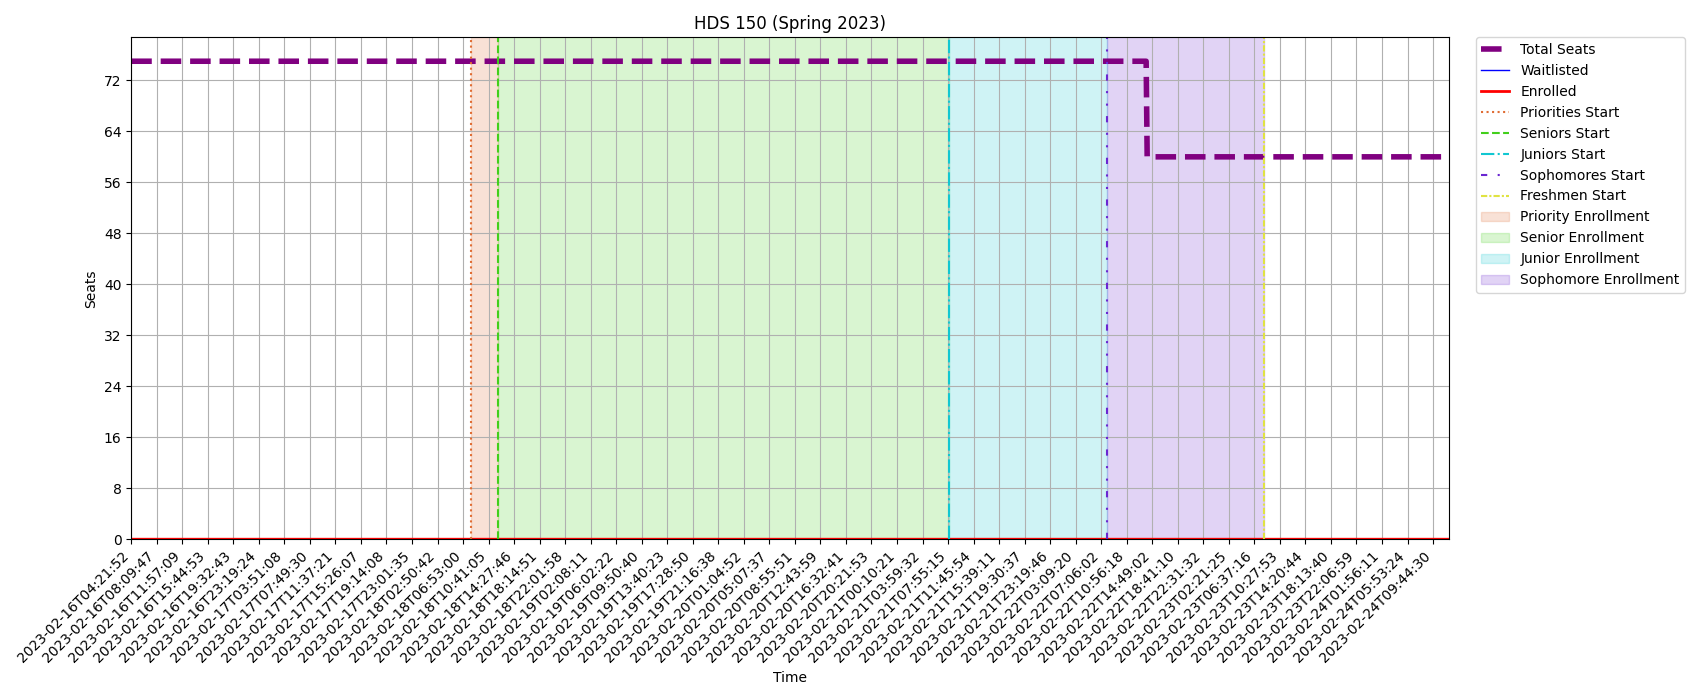 HDS 150 (Spring 2023)
Total Seats
Waitlisted
Enrolled
Priorities Start
Seniors Start
Juniors Start
Sophomores Start
Freshmen Start
Priority Enrollment
Senior Enrollment
Junior Enrollment
Sophomore Enrollment
Seats
72
64
56
48
40
32
24
16
8
0
2023-02-16T04:21:52
2023-02-16T08:09:47
2023-02-16T11:57:09
2023-02-16T15:44:53
2023-02-16T19:32:43
2023-02-16T23:19:24
2023-02-17T03:51:08
2023-02-17T07:49:30
2023-02-17T11:37:21
2023-02-17T15:26:07
2023-02-17T19:14:08
2023-02-17T23:01:35
2023-02-18T02:50:42
2023-02-18T06:53:00
2023-02-18T10:41:05
2023-02-18T14:27:46
2023-02-18T18:14:51
2023-02-18T22:01:58
2023-02-19T02:08:11
2023-02-19T06:02:22
2023-02-19T09:50:40
2023-02-19T13:40:23
2023-02-19T17:28:50
2023-02-19T21:16:38
2023-02-20T01:04:52
2023-02-20T05:07:37
2023-02-20T08:55:51
2023-02-20T12:43:59
2023-02-20T16:32:41
2023-02-20T20:21:53
2023-02-21T00:10:21
2023-02-21T03:59:32
2023-02-21T07:55:15
2023-02-21T11:45:54
2023-02-21T15:39:11
2023-02-21T19:30:37
2023-02-21T23:19:46
2023-02-22T03:09:20
2023-02-22T07:06:02
2023-02-22T10:56:18
2023-02-22T14:49:02
2023-02-22T18:41:10
2023-02-22T22:31:32
2023-02-23T02:21:25
2023-02-23T06:37:16
2023-02-23T10:27:53
2023-02-23T14:20:44
2023-02-23T18:13:40
2023-02-23T22:06:59
2023-02-24T01:56:11
2023-02-24T05:53:24
2023-02-24T09:44:30
Time